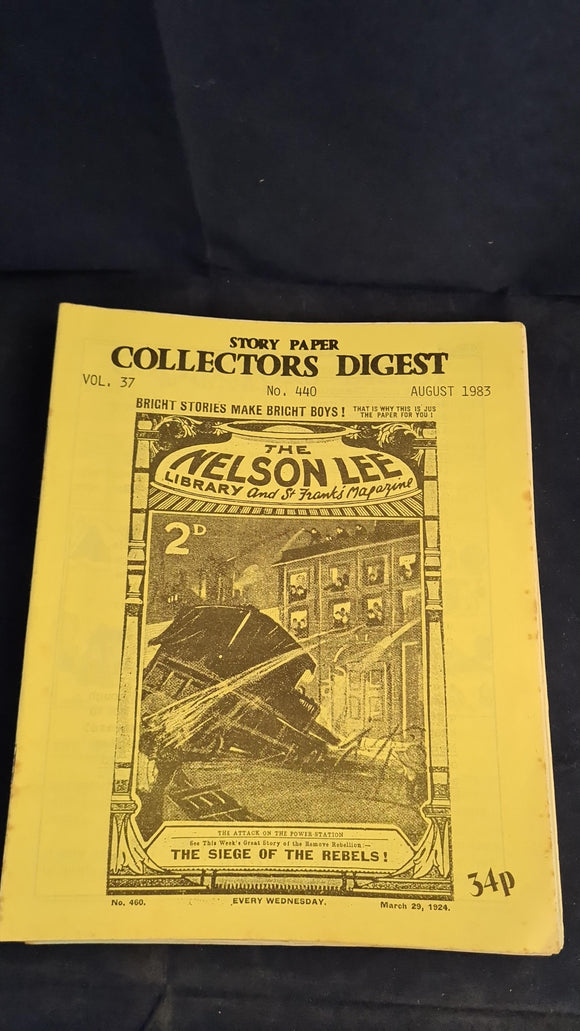 STORY PAPER
COLLECTORS DIGEST
VOL. 37
No. 440
AUGUST 1983
BRIGHT STORIES MAKE BRIGHT BOYS! THAT IS WHY THIS IS JUS
THE PAPER FOR YOU!
THE
NELSON LEE
LIBRARY And St Frank's Magazine
2D
THE ATTACK ON THE POWER-STATION
See This Week's Great Story of the Remove Rebellion:—
THE SIEGE OF THE REBELS!
34p
No. 460. EVERY WEDNESDAY. March 29, 1924.